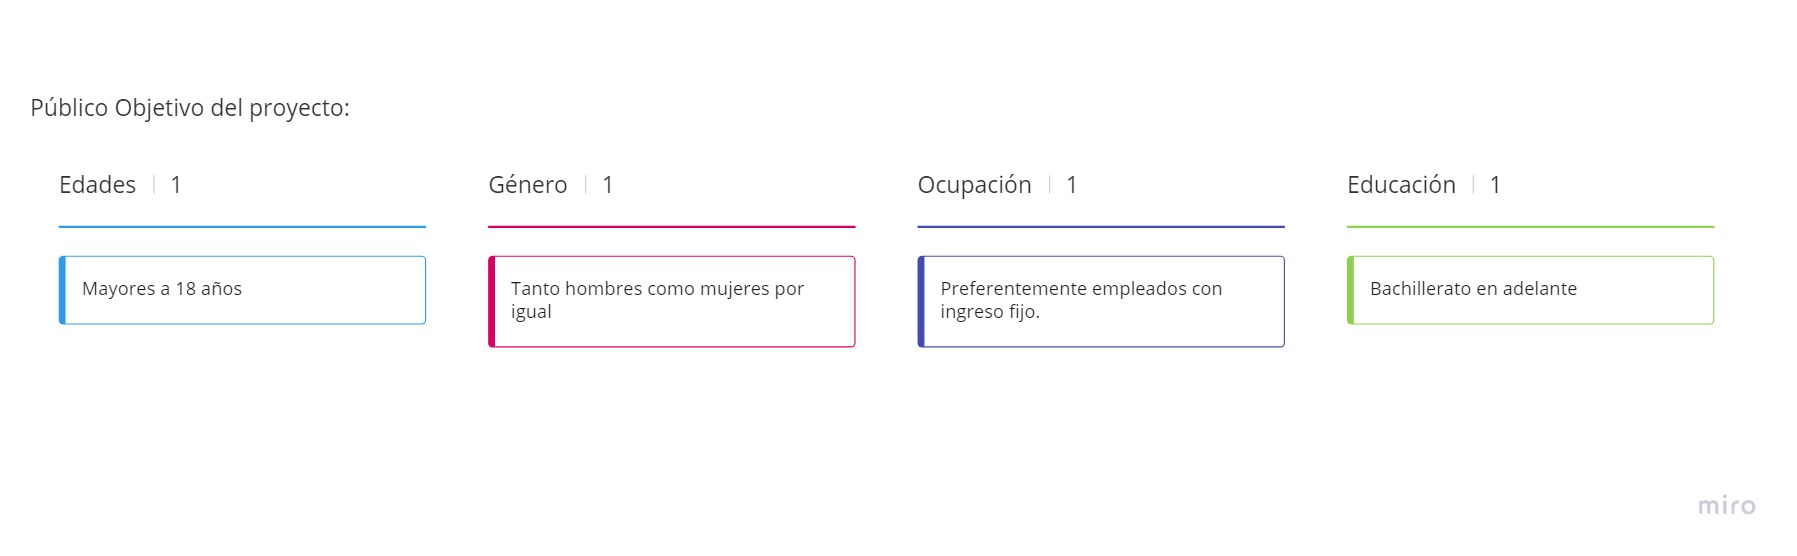 Público Objetivo del proyecto:
Edades | 1
Género | 1
Ocupación | 1
Educación | 1
Mayores a 18 años
Tanto hombres como mujeres por
igual
Preferentemente empleados con
ingreso fijo.
Bachillerato en adelante
miro